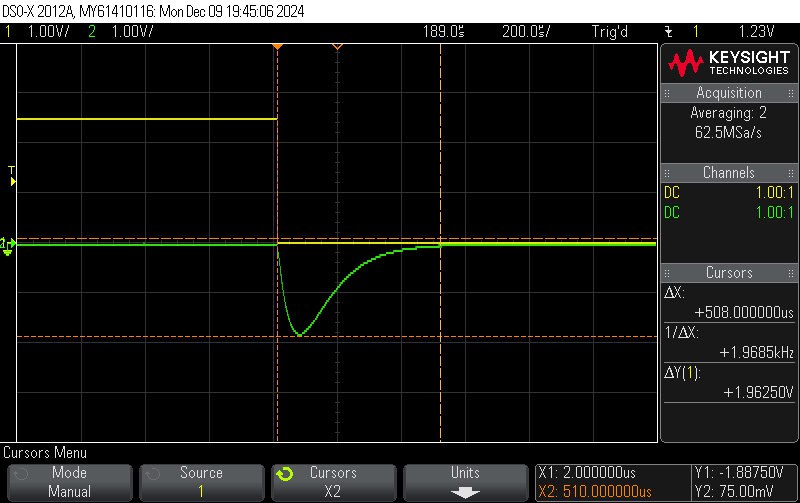 DSO-X 2012A, MY61410116: Mon Dec 09 19:45:06 2024
1 1.00V/ 2 1.00V/ 189.0s 200.0s/ Trig'd 1 1.23V
KEYSIGHT
TECHNOLOGIES
Acquisition
Averaging: 2
62.5MSa/s
Channels
DC 1.00:1
DC 1.00:1
Cursors
ΔX:
+508.000000us
1/ΔX:
+1.9685kHz
ΔY(1):
+1.96250V
T
Cursors Menu
Mode
Manual
Source
1
Cursors
X2
Units
X1: 2.000000us
X2: 510.000000us
Y1: -1.88750V
Y2: 75.00mV